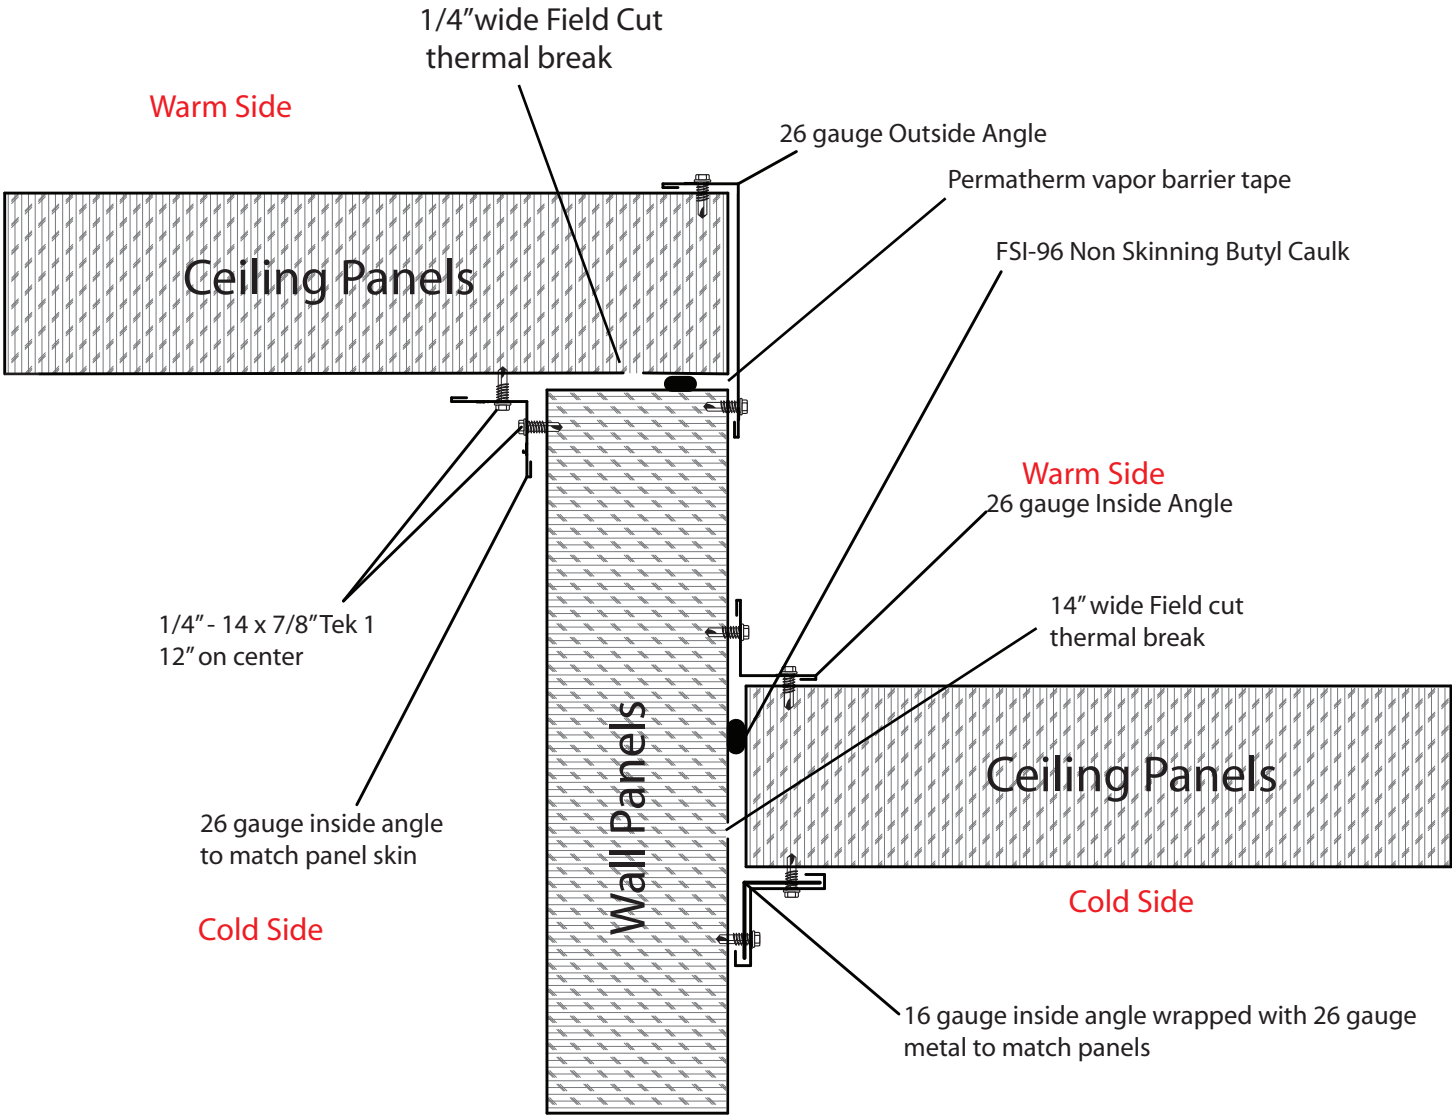 1/4" wide Field Cut
thermal break
Warm Side
26 gauge Outside Angle
Permatherm vapor barrier tape
FSI-96 Non Skinning Butyl Caulk
Ceiling Panels
Warm Side
26 gauge Inside Angle
1/4" - 14 x 7/8" Tek 1
12" on center
14" wide Field cut
thermal break
Wall Panels
Ceiling Panels
26 gauge inside angle
to match panel skin
Cold Side
Cold Side
16 gauge inside angle wrapped with 26 gauge
metal to match panels